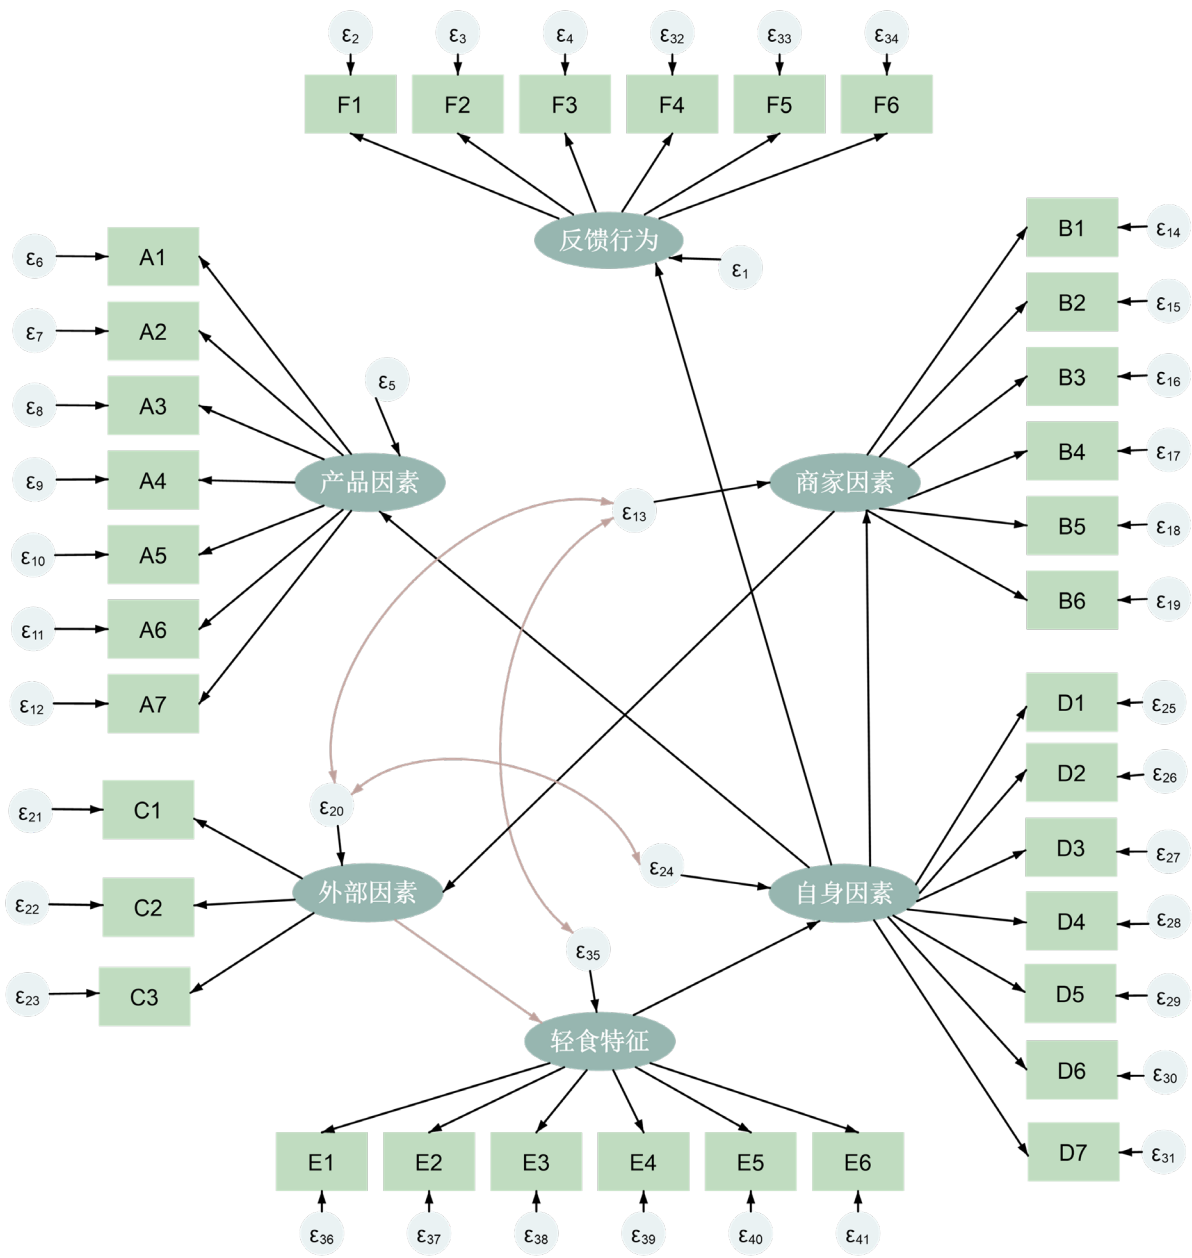 ε2 ε3 ε4 ε32 ε33 ε34
F1 F2 F3 F4 F5 F6
反馈行为
ε1
ε6 A1
ε7 A2
ε8 A3
ε9 A4
ε10 A5
ε11 A6
ε12 A7
ε5
产品因素
ε13
商家因素
B1 ε14
B2 ε15
B3 ε16
B4 ε17
B5 ε18
B6 ε19
ε21 C1
ε22 C2
ε23 C3
ε20
外部因素
ε24
自身因素
D1 ε25
D2 ε26
D3 ε27
D4 ε28
D5 ε29
D6 ε30
D7 ε31
ε35
轻食特征
E1 E2 E3 E4 E5 E6
ε36 ε37 ε38 ε39 ε40 ε41